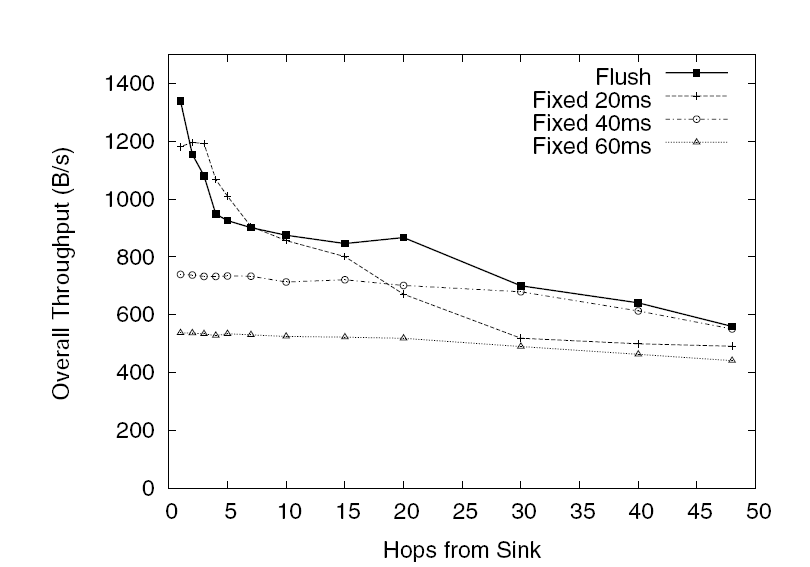 Flush
Fixed 20ms
Fixed 40ms
Fixed 60ms
Overall Throughput (B/s)
1400
1200
1000
800
600
400
200
0
0 5 10 15 20 25 30 35 40 45 50
Hops from Sink